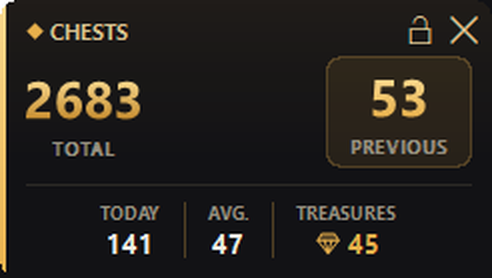 CHESTS
2683
TOTAL
53
PREVIOUS
TODAY AVG. TREASURES
141 47 45